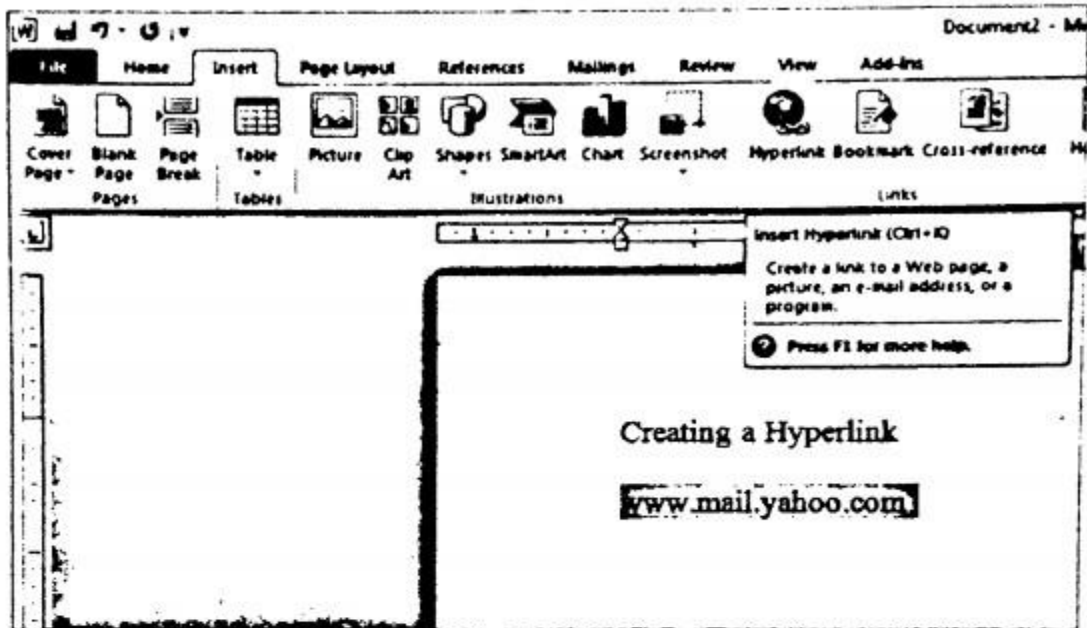 Document2 - M
File Home Insert Page Layout References Mailings Review View Add-Ins
Cover Page Blank Page Page Break Table Picture Clip Art Shapes SmartArt Chart Screenshot Hyperlink Bookmark Cross-reference
Pages Tables Illustrations Links
Insert Hyperlink (Ctrl+K)
Create a link to a Web page, a
picture, an e-mail address, or a
program.
Press F1 for more help.
Creating a Hyperlink
www.mail.yahoo.com